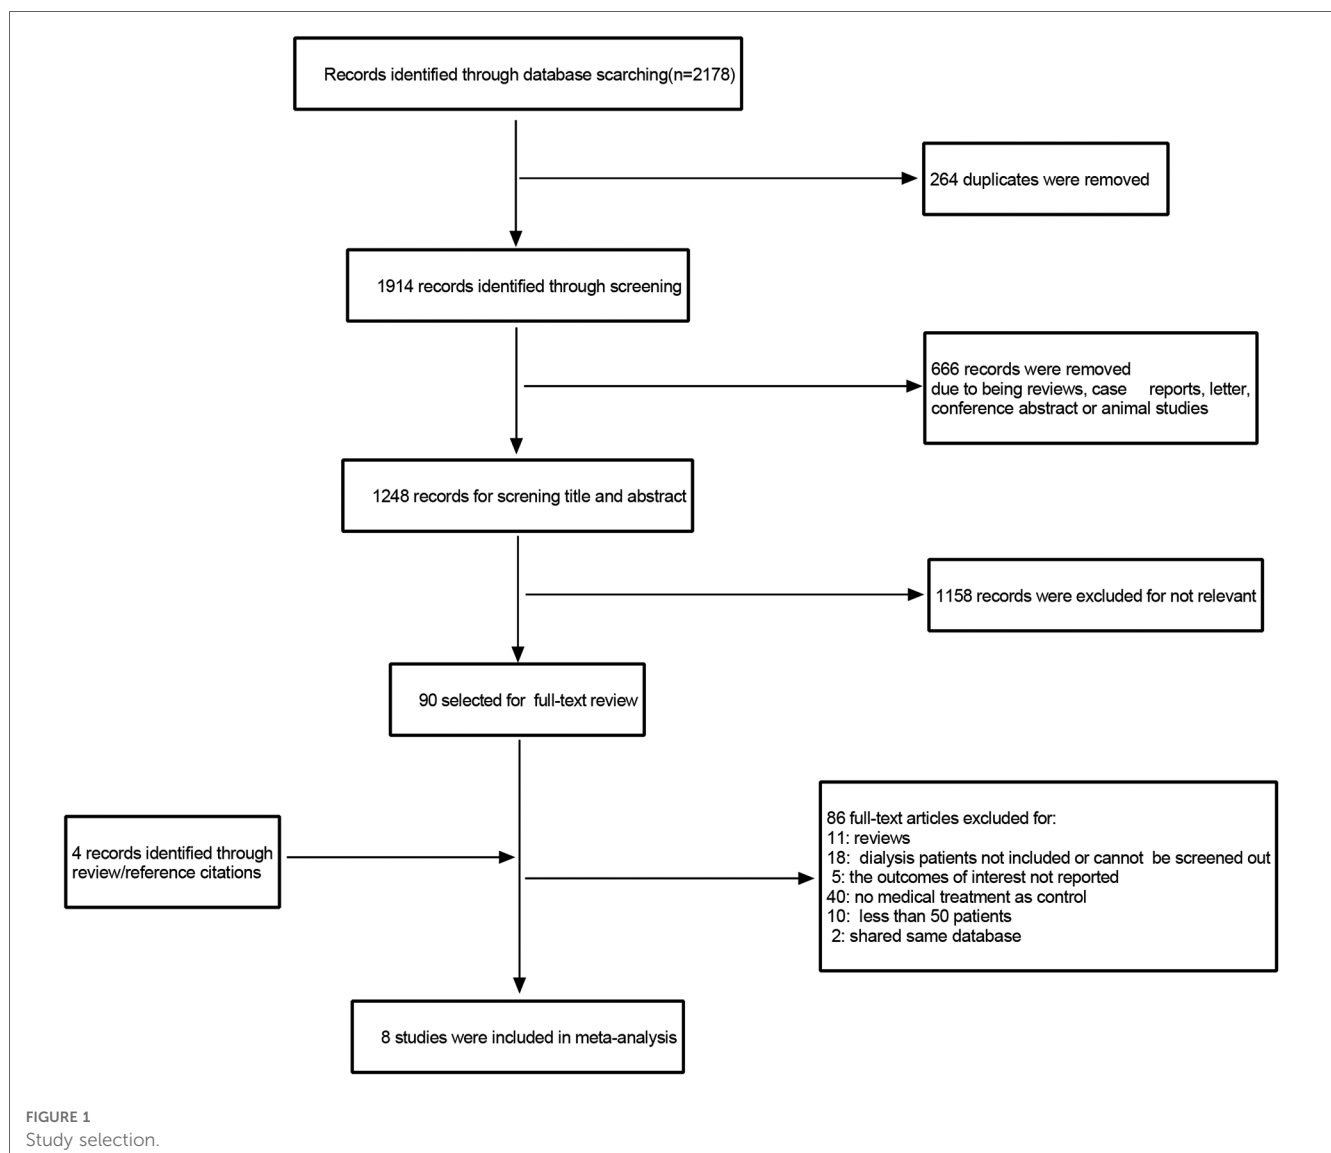 Records identified through database scarching(n=2178)
264 duplicates were removed
1914 records identified through screening
666 records were removed
due to being reviews, case reports, letter,
conference abstract or animal studies
1248 records for screning title and abstract
1158 records were excluded for not relevant
90 selected for full-text review
4 records identified through
review/reference citations
86 full-text articles excluded for:
11: reviews
18: dialysis patients not included or cannot be screened out
5: the outcomes of interest not reported
40: no medical treatment as control
10: less than 50 patients
2: shared same database
8 studies were included in meta-analysis
FIGURE 1
Study selection.